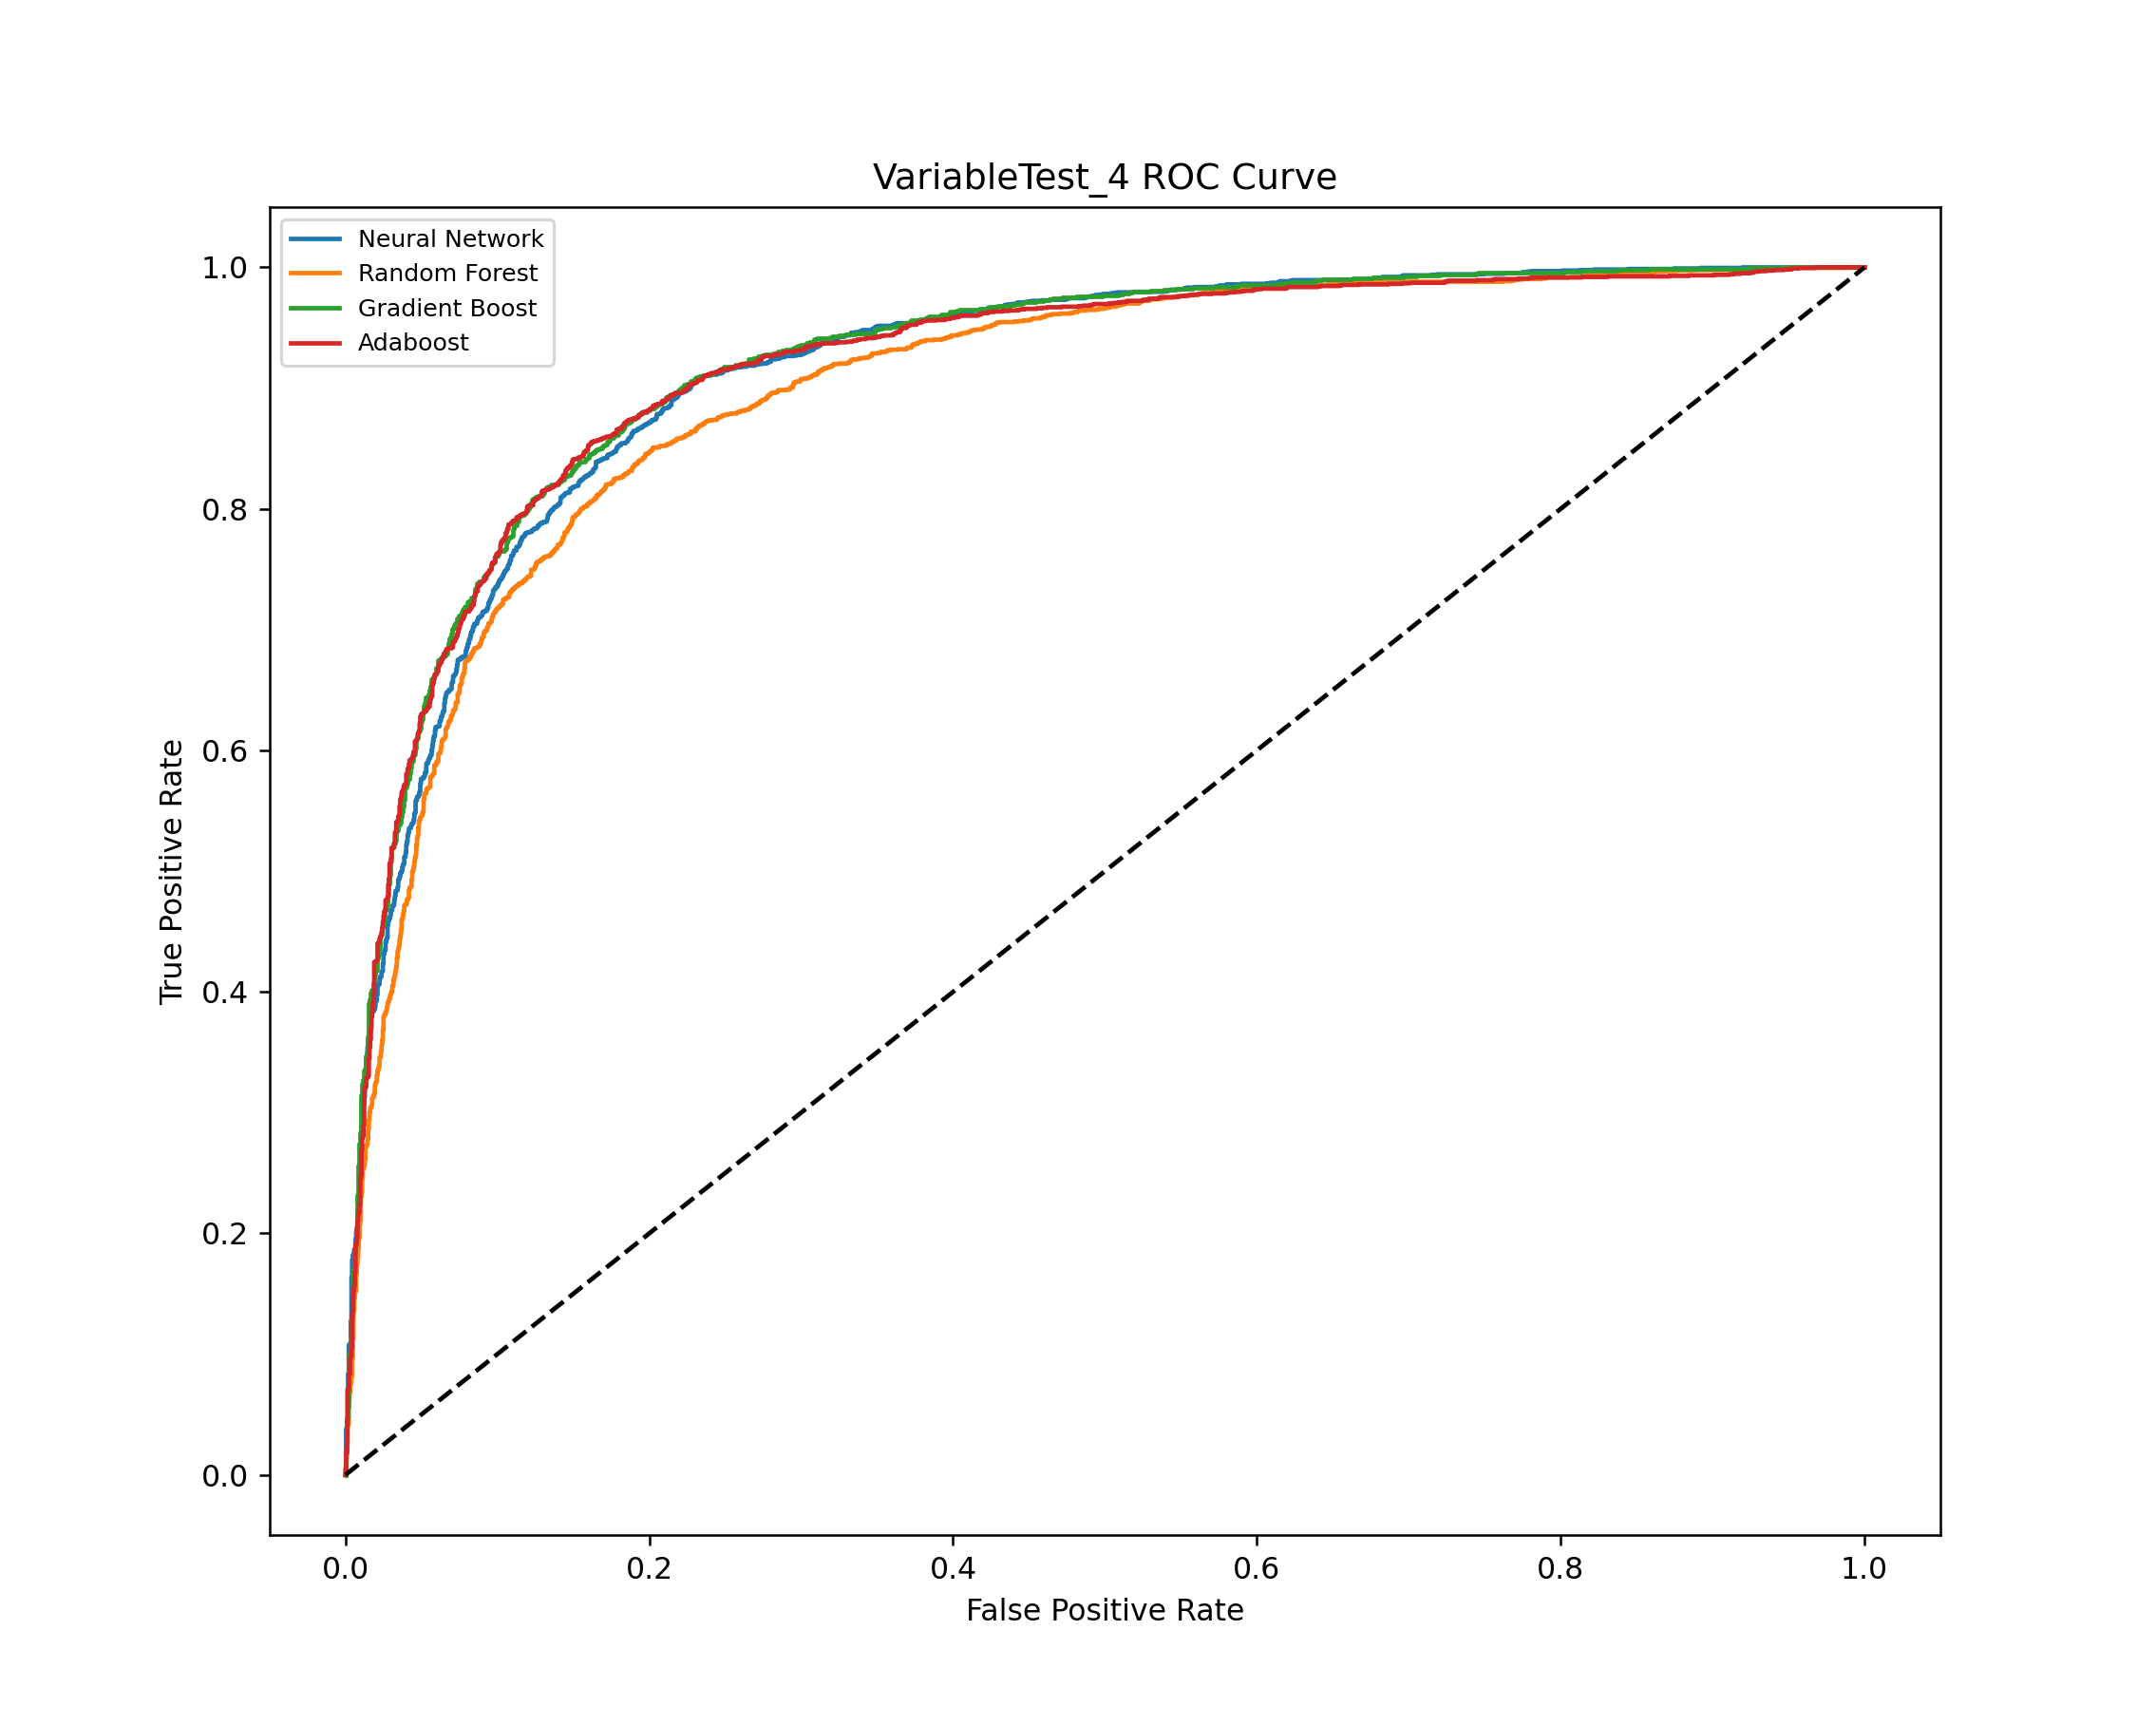 VariableTest_4 ROC Curve
Neural Network
Random Forest
Gradient Boost
Adaboost
True Positive Rate
1.0
0.8
0.6
0.4
0.2
0.0
0.0 0.2 0.4 0.6 0.8 1.0
False Positive Rate